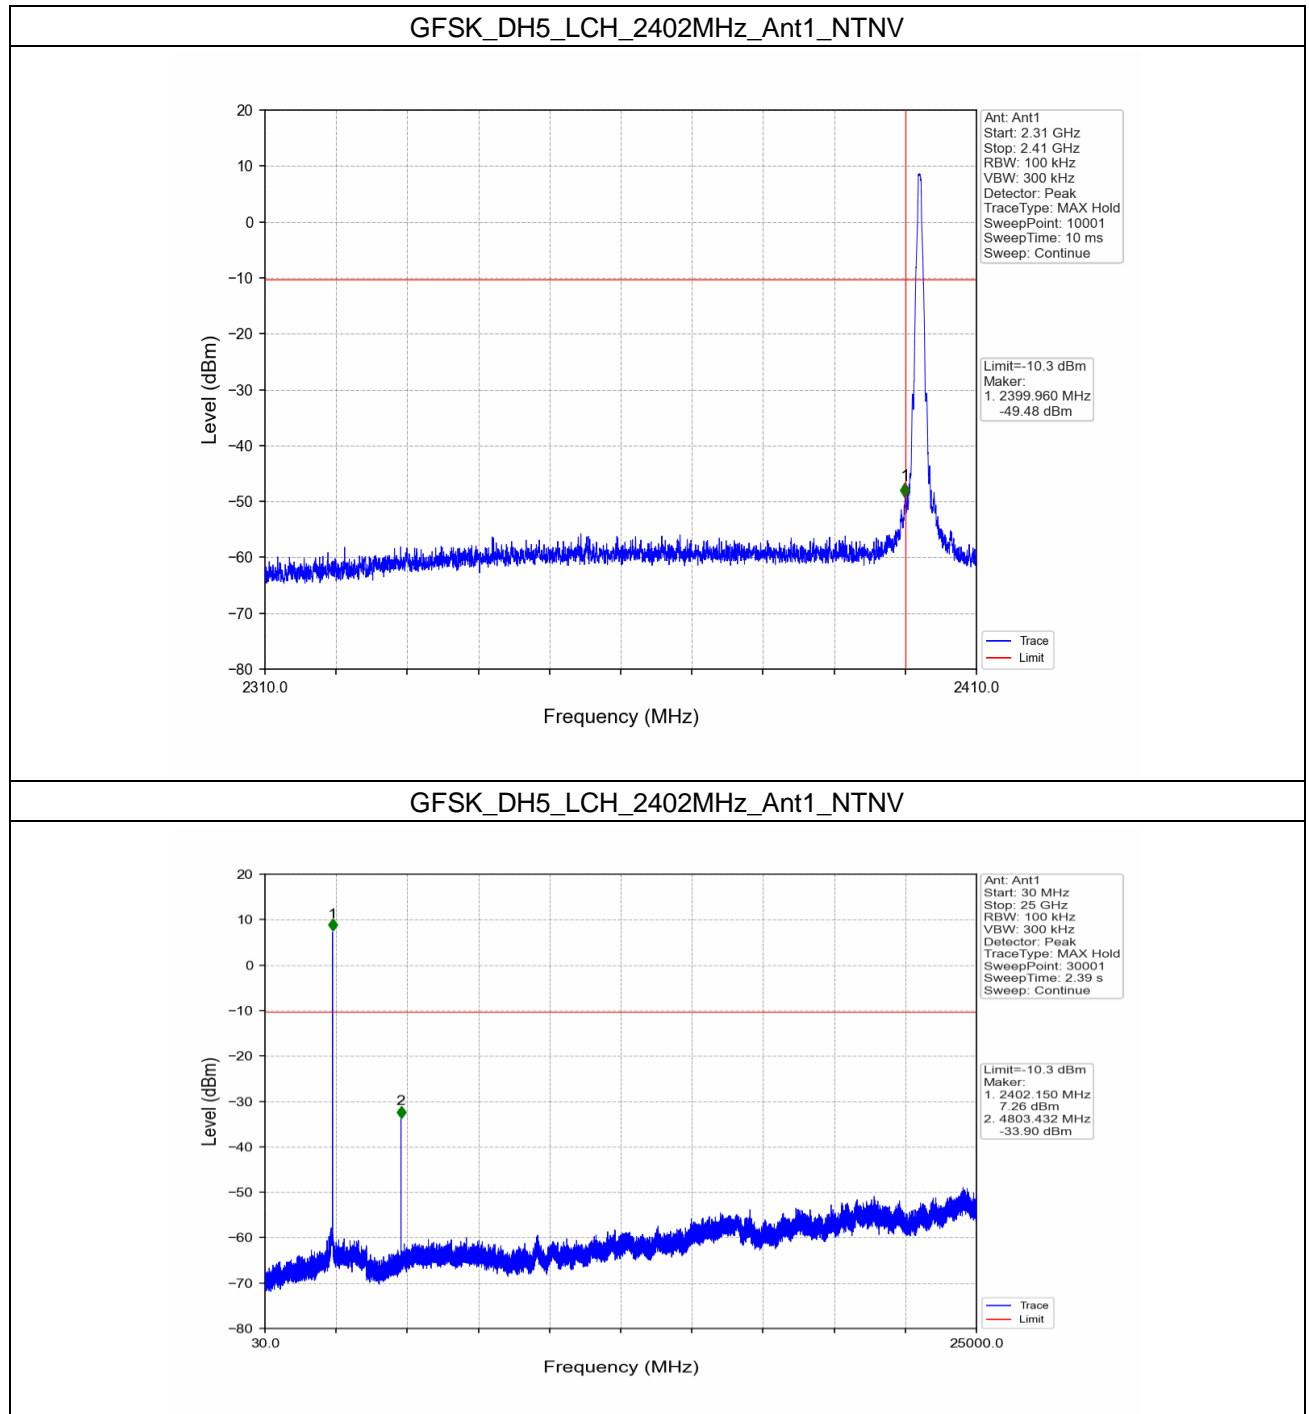 GFSK_DH5_LCH_2402MHz_Ant1_NTNV
20
10
0
−10
−20
−30
−40
−50
−60
−70
−80
Level (dBm)
1
2310.0
2410.0
Frequency (MHz)
Ant: Ant1
Start: 2.31 GHz
Stop: 2.41 GHz
RBW: 100 kHz
VBW: 300 kHz
Detector: Peak
TraceType: MAX Hold
SweepPoint: 10001
SweepTime: 10 ms
Sweep: Continue
Limit=-10.3 dBm
Maker:
1. 2399.960 MHz
-49.48 dBm
Trace
Limit
GFSK_DH5_LCH_2402MHz_Ant1_NTNV
20
10
0
−10
−20
−30
−40
−50
−60
−70
−80
Level (dBm)
1
2
30.0
25000.0
Frequency (MHz)
Ant: Ant1
Start: 30 MHz
Stop: 25 GHz
RBW: 100 kHz
VBW: 300 kHz
Detector: Peak
TraceType: MAX Hold
SweepPoint: 30001
SweepTime: 2.39 s
Sweep: Continue
Limit=-10.3 dBm
Maker:
1. 2402.150 MHz
7.26 dBm
2. 4803.432 MHz
-33.90 dBm
Trace
Limit